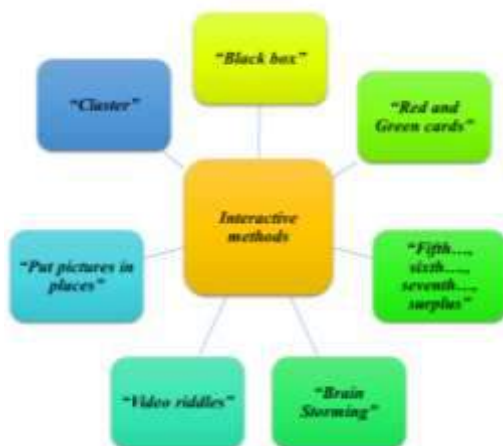 “Black box”
“Cluster”
“Red and
Green cards”
Interactive
methods
“Put pictures in
places”
“Fifth...,
sixth....,
seventh...,
surplus”
“Video riddles”
“Brain
Storming”